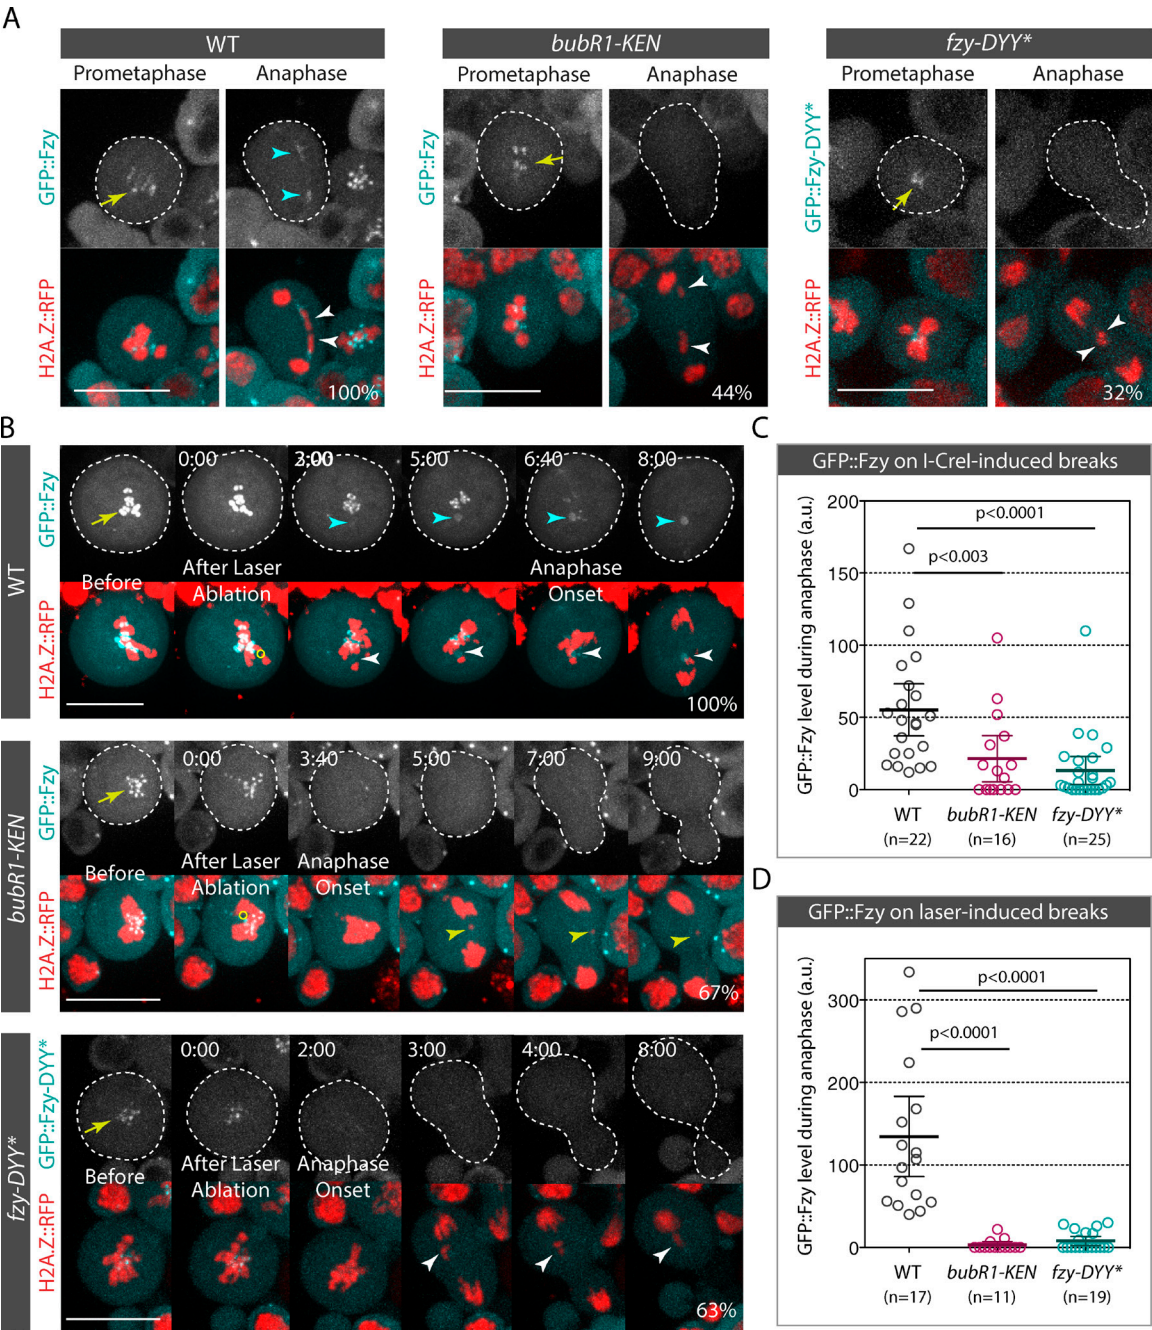 A
WT
bubR1-KEN
fzy-DYY*
Prometaphase
Anaphase
Prometaphase
Anaphase
Prometaphase
Anaphase
GFP::Fzy
GFP::Fzy
GFP::Fzy-DYY*
H2A.Z::RFP
H2A.Z::RFP
H2A.Z::RFP
100%
44%
32%
B
WT
GFP::Fzy
0:00
5:00
6:40
8:00
H2A.Z::RFP
Before
After Laser
Ablation
Anaphase
Onset
100%
bubR1-KEN
GFP::Fzy
0:00
3:40
5:00
7:00
9:00
H2A.Z::RFP
Before
After Laser
Ablation
Anaphase
Onset
67%
fzy-DYY*
GFP::Fzy-DYY*
0:00
2:00
3:00
4:00
8:00
H2A.Z::RFP
Before
After Laser
Ablation
Anaphase
Onset
63%
C
GFP::Fzy on I-CreI-induced breaks
GFP::Fzy level during anaphase (a.u.)
200
150
100
50
0
p<0.0001
p<0.003
WT
bubR1-KEN
fzy-DYY*
(n=22)
(n=16)
(n=25)
D
GFP::Fzy on laser-induced breaks
GFP::Fzy level during anaphase (a.u.)
300
200
100
0
p<0.0001
p<0.0001
WT
bubR1-KEN
fzy-DYY*
(n=17)
(n=11)
(n=19)